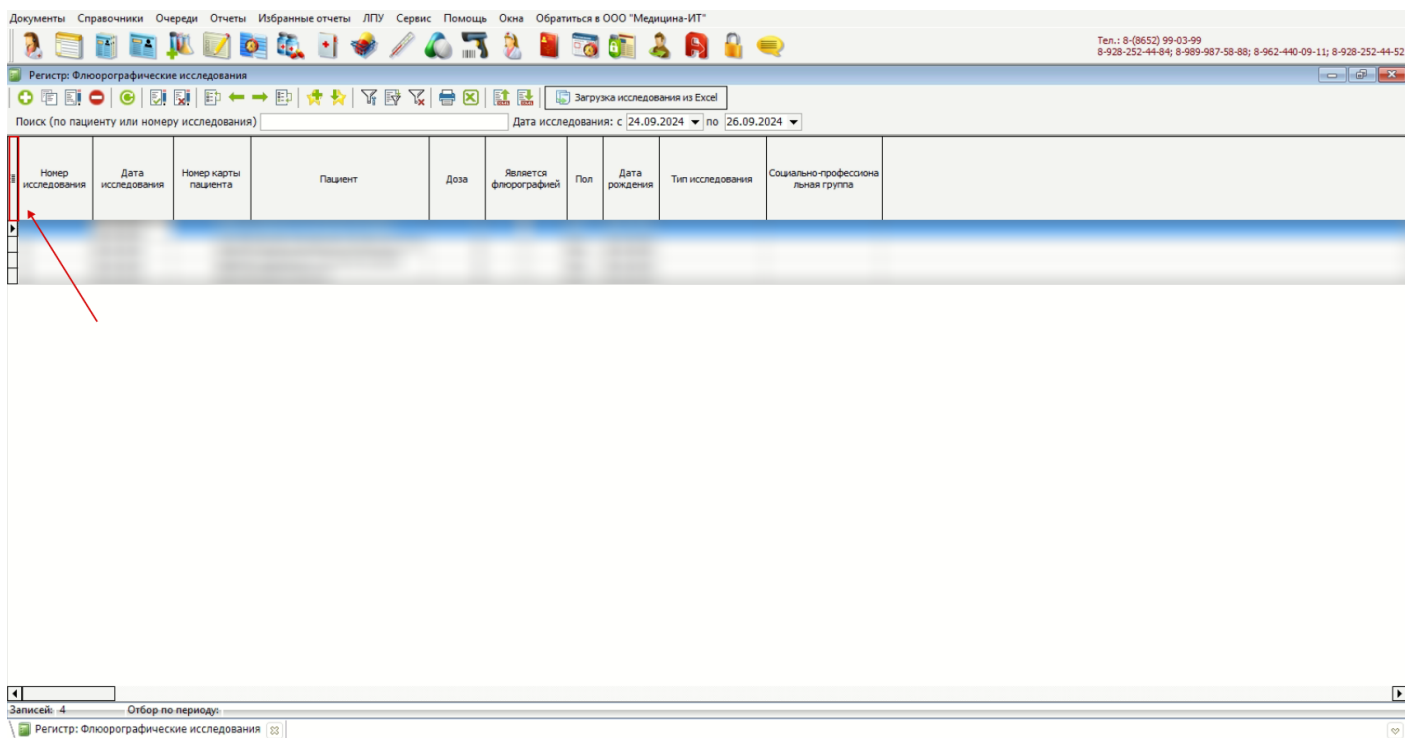 Документы Справочники Очереди Отчеты Избранные отчеты ЛПУ Сервис Помощь Окна Обратиться в ООО "Медицина-ИТ"
Тел.: 8-(8652) 99-03-99
8-928-252-44-84; 8-989-987-58-88; 8-962-440-09-11; 8-928-252-44-52
Регистр: Флюорографические исследования
Загрузка исследования из Excel
Поиск (по пациенту или номеру исследования) Дата исследования: с 24.09.2024 по 26.09.2024
Номер исследования
Дата исследования
Номер карты пациента
Пациент
Доза
Является флюрографией
Пол
Дата рождения
Тип исследования
Социально-профессиона
льная группа
Записей: 4 Отбор по периоду:
Регистр: Флюорографические исследования